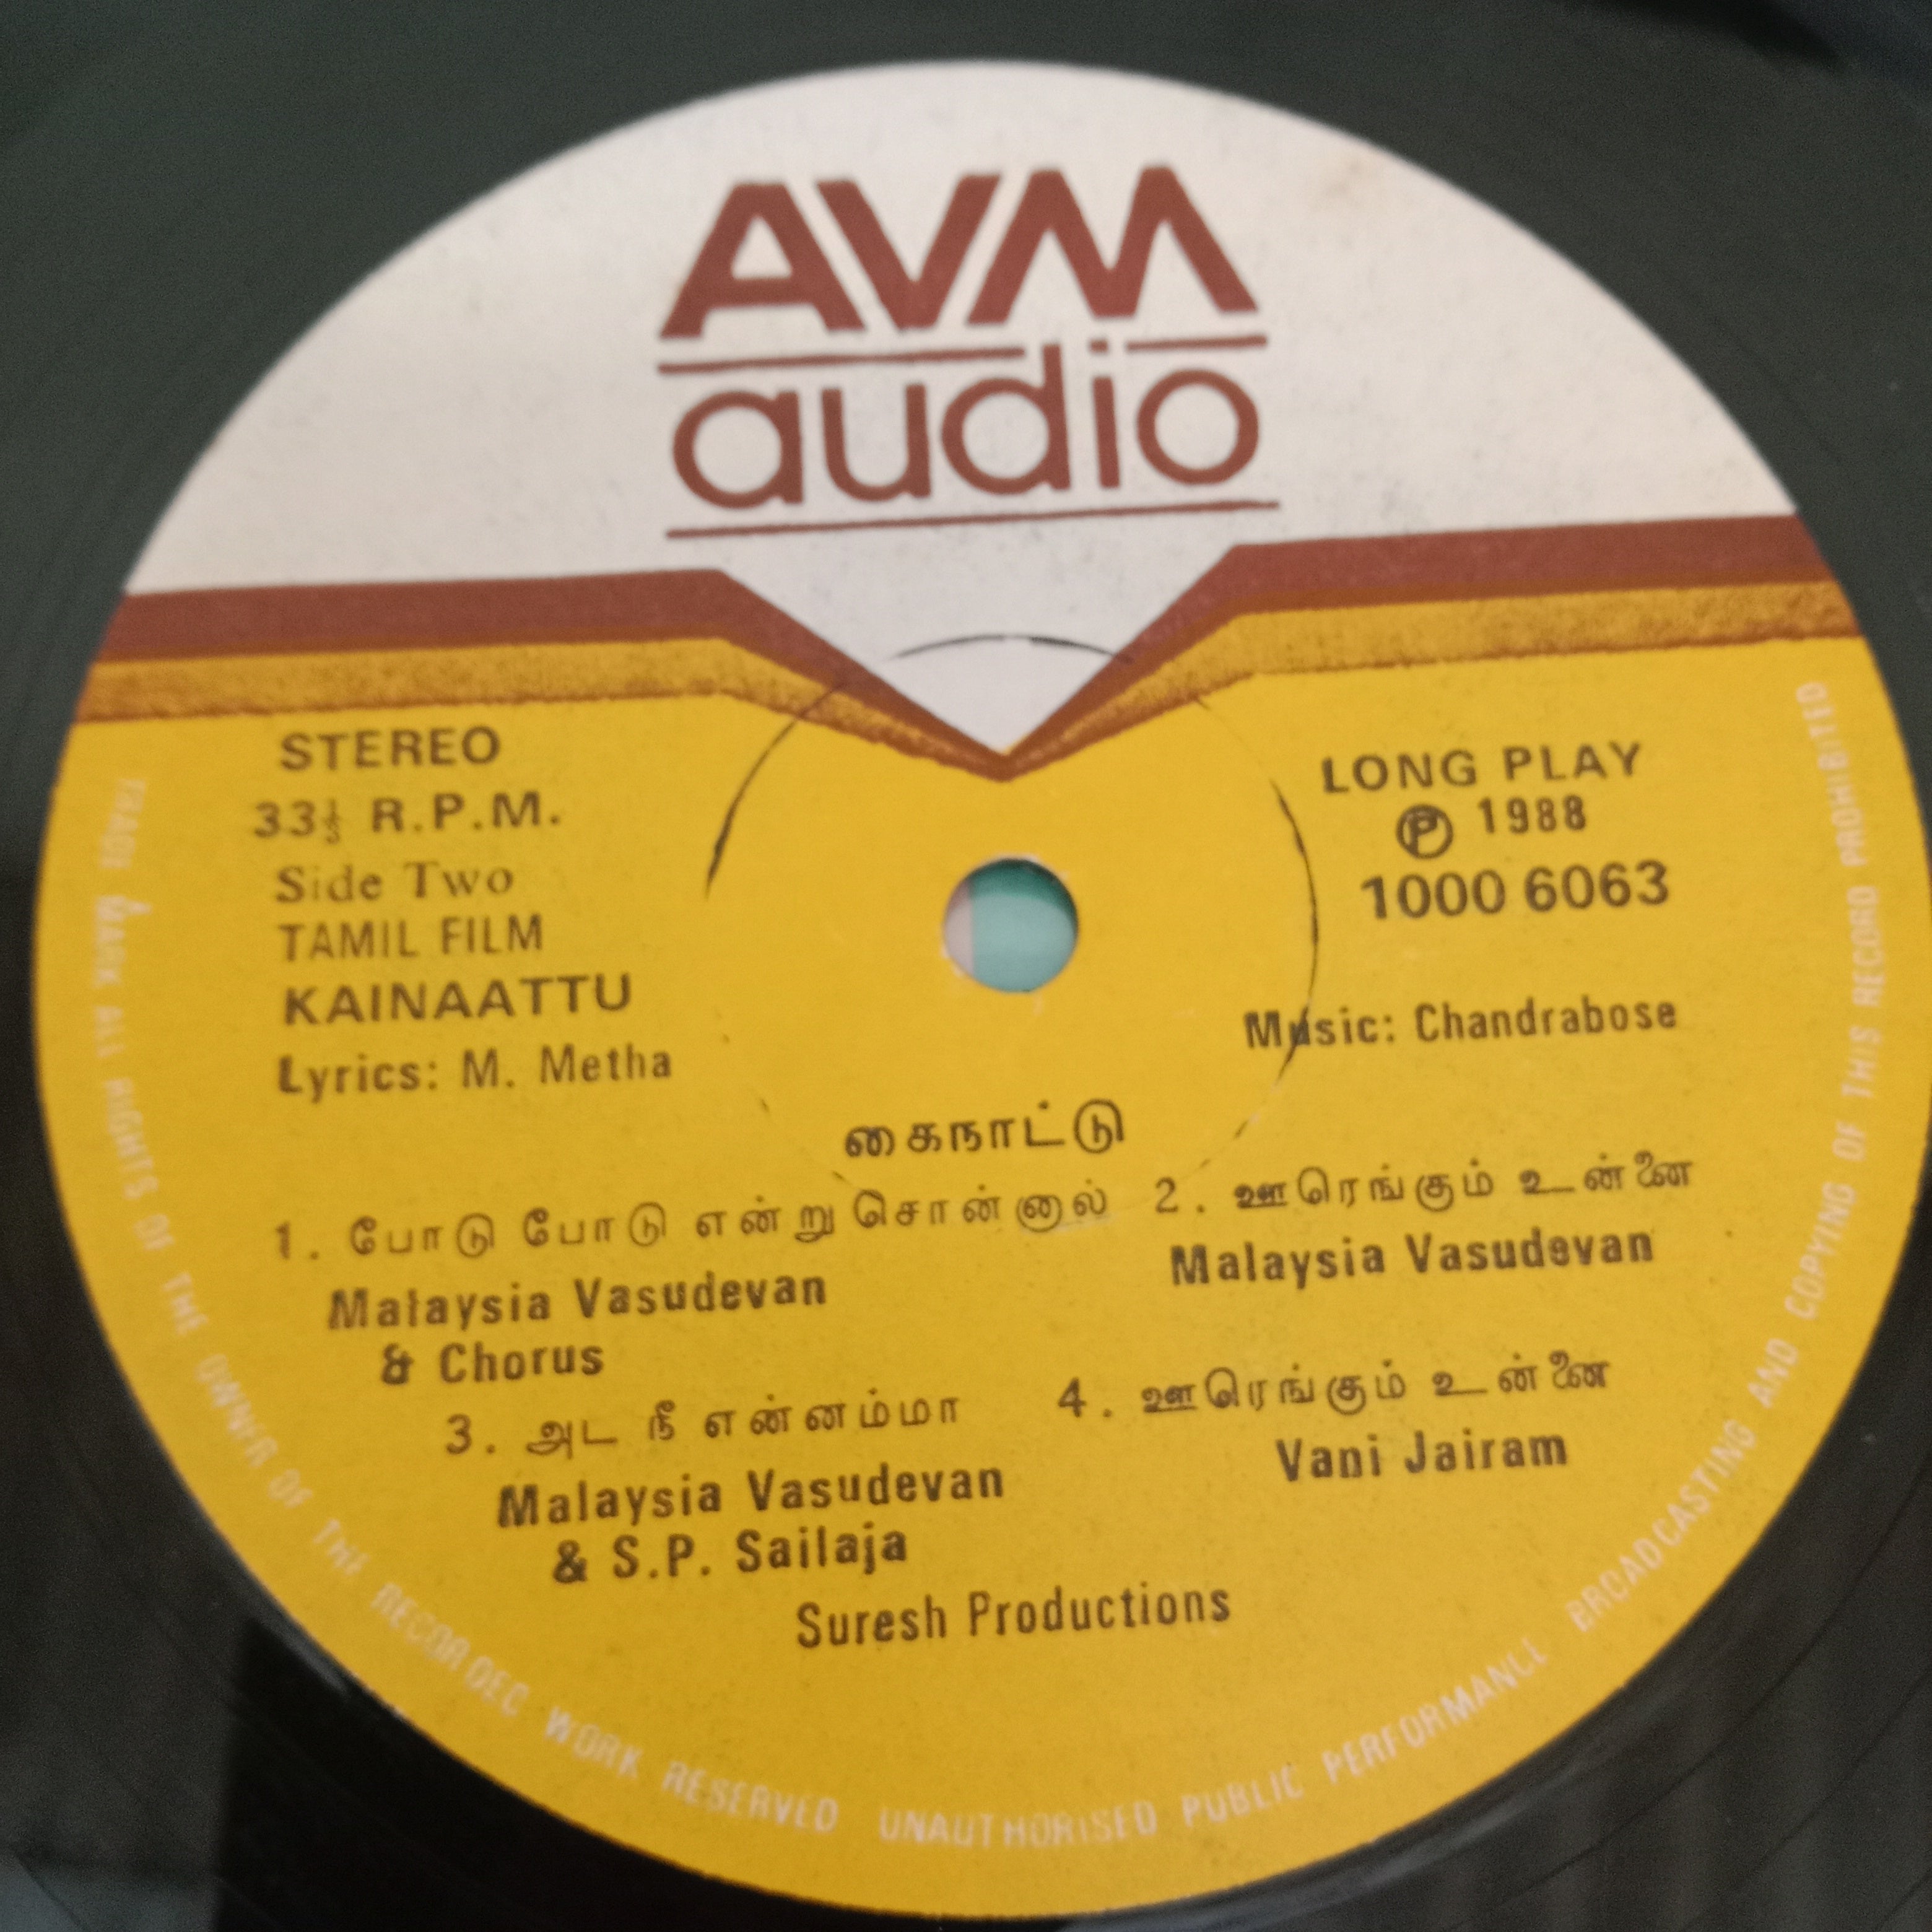 AVM
audio
STEREO
33⅓ R.P.M.
Side Two
TAMIL FILM
KAINAATTU
Lyrics: M. Metha
LONG PLAY
℗ 1988
1000 6063
Music: Chandrabose
கைநாட்டு
1. போடு போடு என்று சொன்னால்
Malaysia Vasudevan
& Chorus
2. ஊரெங்கும் உன்னை
Malaysia Vasudevan
3. அட நீ என்னம்மா
Malaysia Vasudevan
& S.P. Sailaja
4. ஊரெங்கும் உன்னை
Vani Jairam
Suresh Productions
TRADE MARK ALL RIGHTS OF THE OWNER OF THE RECORDED WORK RESERVED UNAUTHORISED PUBLIC PERFORMANCE BROADCASTING AND COPYING OF THIS RECORD PROHIBITED